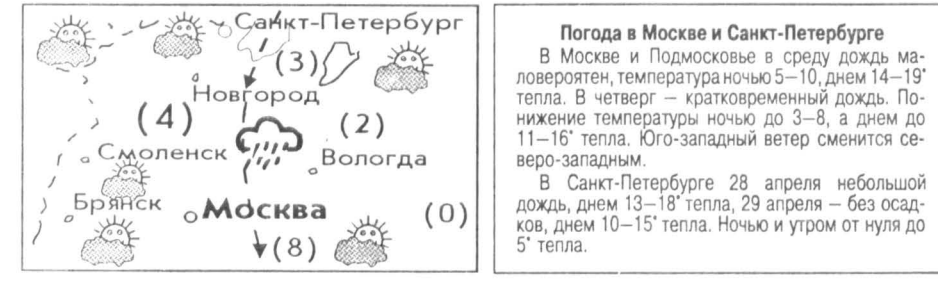 Санкт-Петербург
(3)
Новгород
(4)
(2)
Смоленск
Вологда
Брянск
Москва
(0)
(8)
Погода в Москве и Санкт-Петербурге
В Москве и Подмосковье в среду дождь ма-
ловероятен, температура ночью 5–10, днем 14–19°
тепла. В четверг — кратковременный дождь. По-
нижение температуры ночью до 3–8, а днем до
11–16° тепла. Юго-западный ветер сменится се-
веро-западным.
В Санкт-Петербурге 28 апреля небольшой
дождь, днем 13–18° тепла, 29 апреля – без осад-
ков, днем 10–15° тепла. Ночью и утром от нуля до
5° тепла.